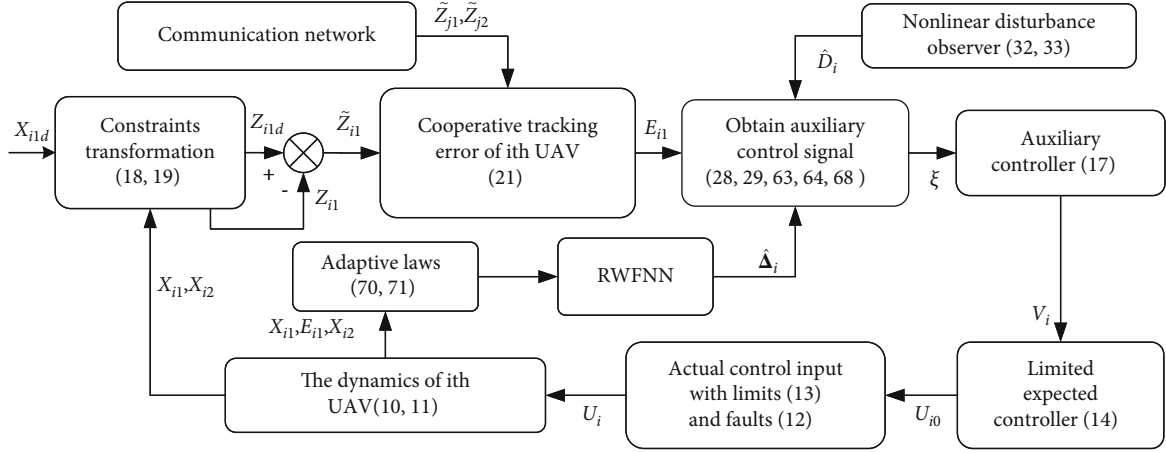 Communication network
Z̃j1,Z̃j2
Nonlinear disturbance
observer (32, 33)
D̂i
Xi1d
Constraints
transformation
(18, 19)
Zi1d
+
-
Zi1
Z̃i1
Cooperative tracking
error of ith UAV
(21)
Ei1
Obtain auxiliary
control signal
(28, 29, 63, 64, 68 )
ξ
Auxiliary
controller (17)
Xi1,Xi2
Adaptive laws
(70, 71)
RWFNN
Δ̂i
Xi1,Ei1,Xi2
Vi
The dynamics of ith
UAV(10, 11)
Ui
Actual control input
with limits (13)
and faults (12)
Ui0
Limited
expected
controller (14)